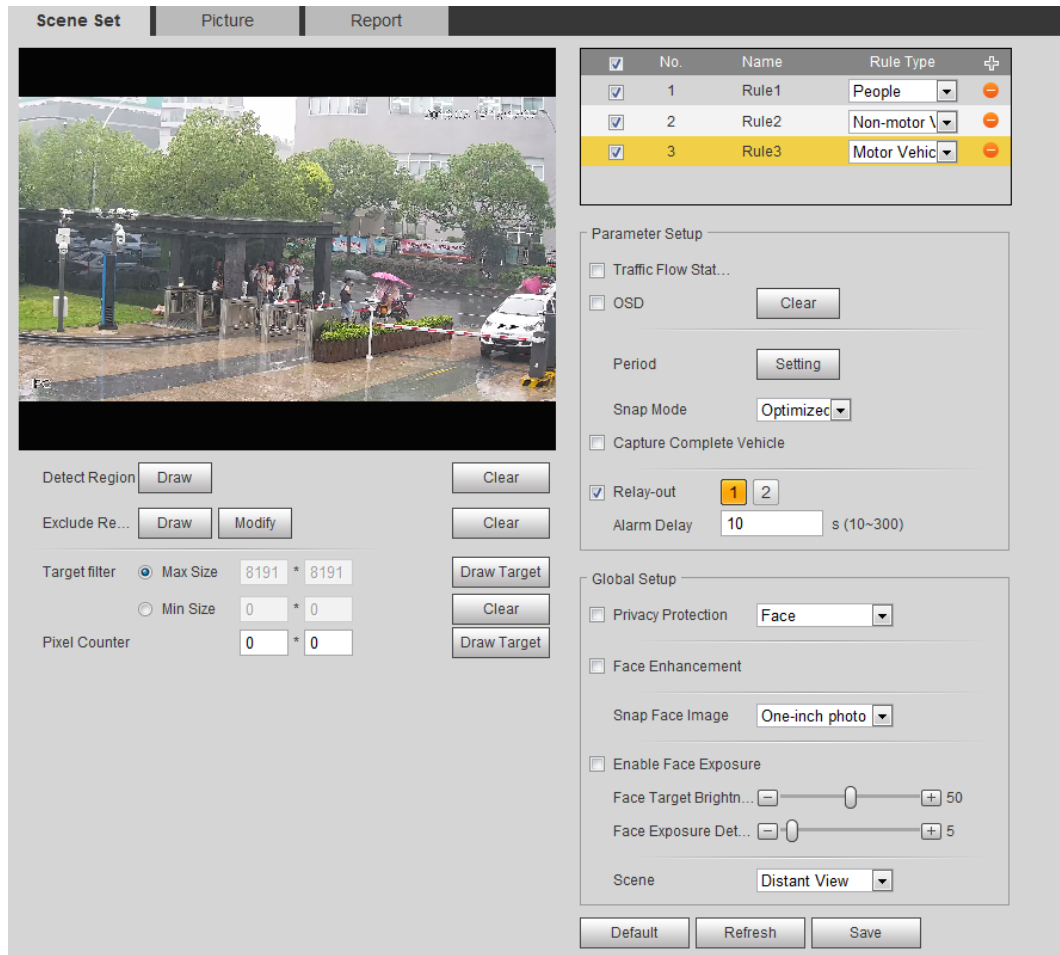 Scene Set Picture Report
No. Name Rule Type
1 Rule1 People
2 Rule2 Non-motor V
3 Rule3 Motor Vehic
IPC
Detect Region Draw Clear
Exclude Re... Draw Modify Clear
Target filter Max Size 8191 * 8191 Draw Target
Min Size 0 * 0 Clear
Pixel Counter 0 * 0 Draw Target
Parameter Setup
Traffic Flow Stat...
OSD Clear
Period Setting
Snap Mode Optimized
Capture Complete Vehicle
Relay-out 1 2
Alarm Delay 10 s (10~300)
Global Setup
Privacy Protection Face
Face Enhancement
Snap Face Image One-inch photo
Enable Face Exposure
Face Target Brightn... 50
Face Exposure Det... 5
Scene Distant View
Default Refresh Save